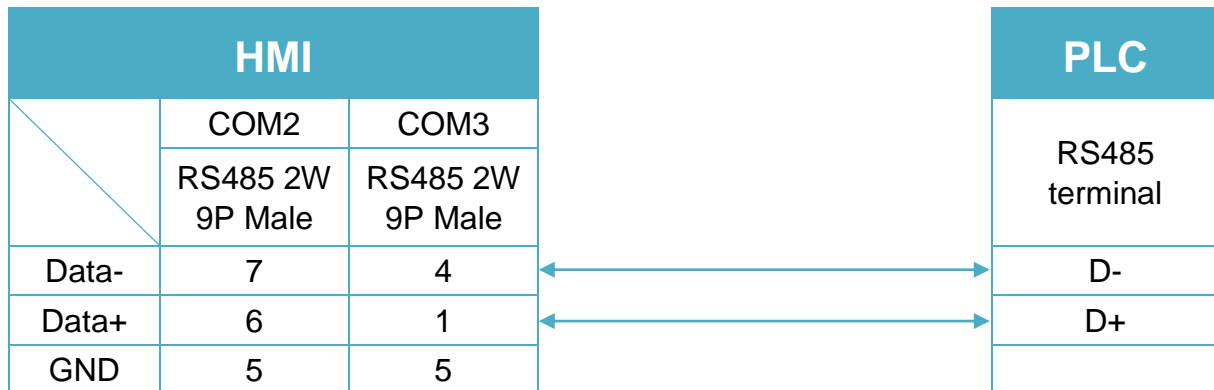 HMI PLC
COM2 COM3
RS485 2W RS485 2W RS485
9P Male 9P Male terminal
Data- 7 4 D-
Data+ 6 1 D+
GND 5 5